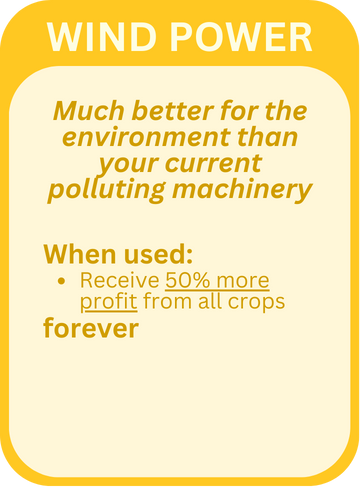 WIND POWER
Much better for the
environment than
your current
polluting machinery
When used:
• Receive 50% more
profit from all crops
forever